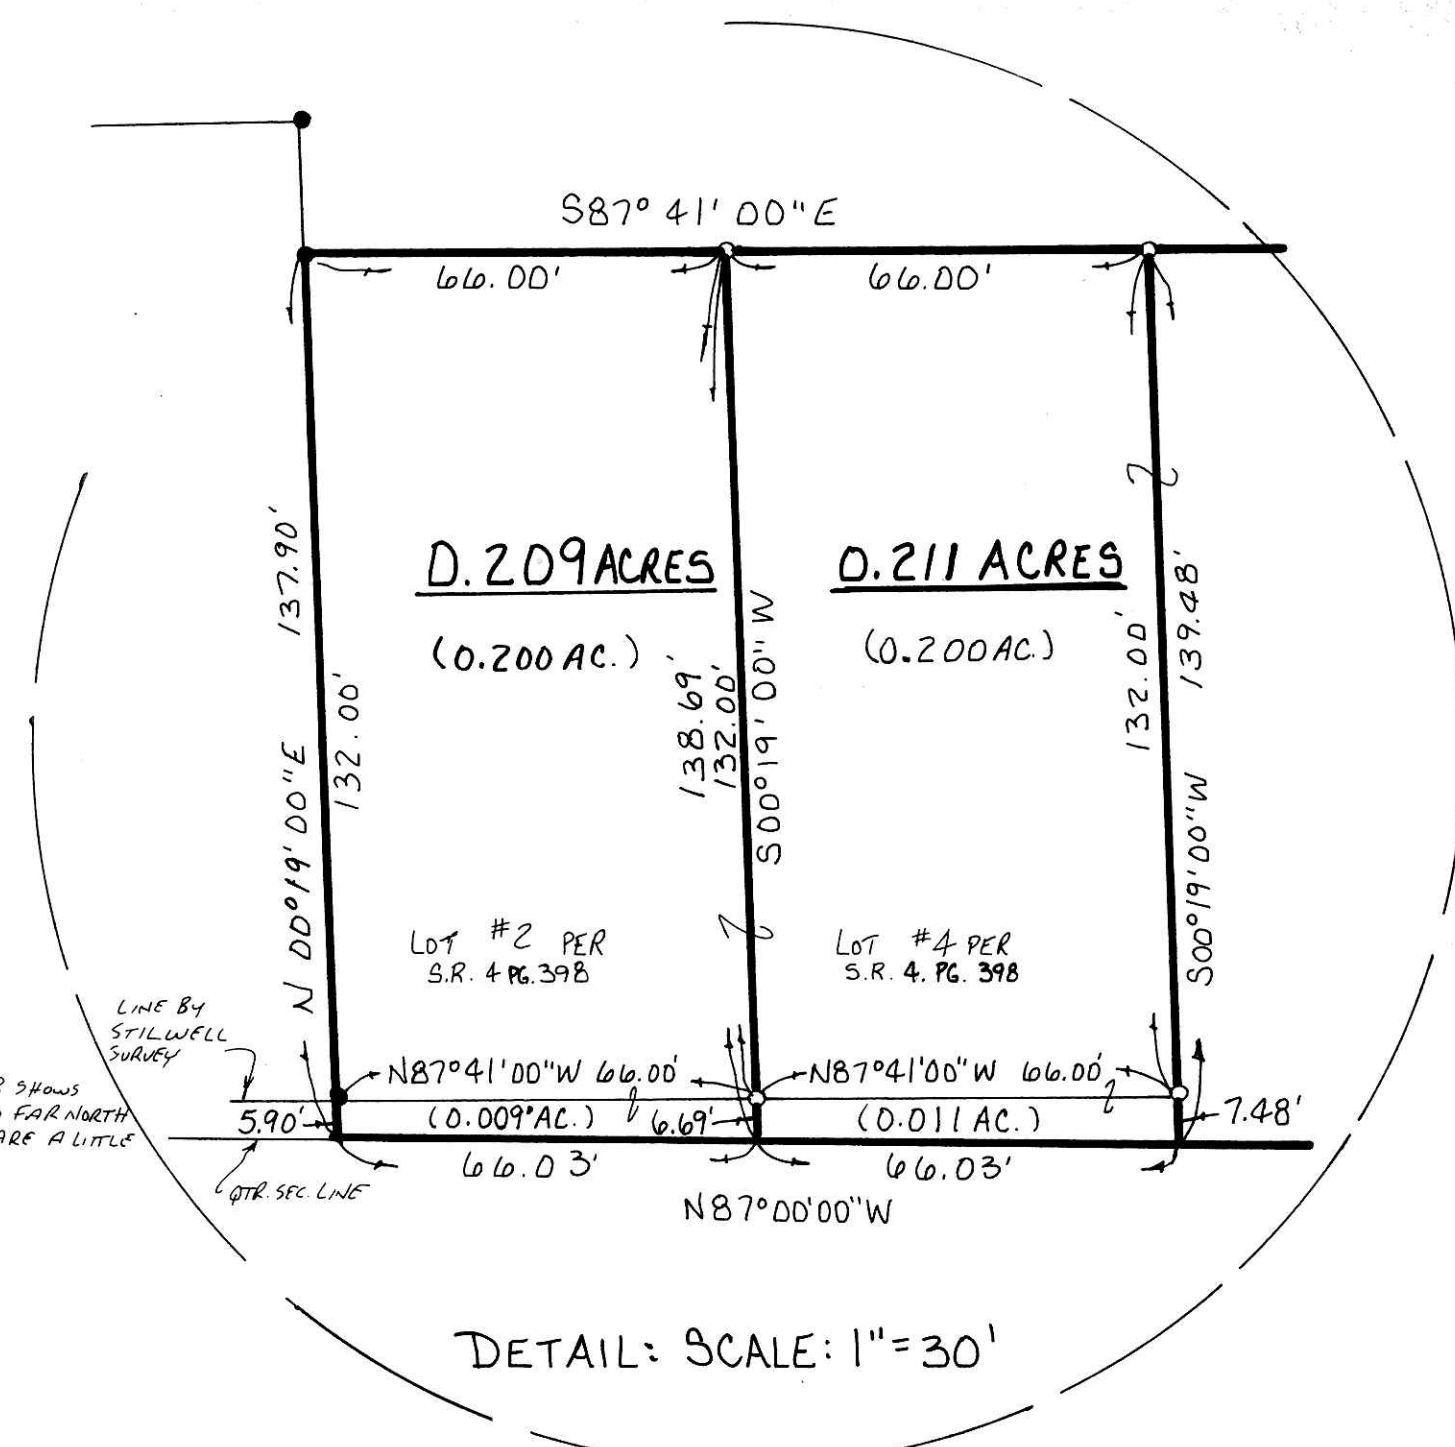 S87° 41' 00"E
66.00'
66.00'
137.90'
N 00°19'00"E
132.00'
0.209 ACRES
(0.200 AC.)
138.69'
132.00'
S00°19'00"W
0.211 ACRES
(0.200 AC.)
132.00'
139.48'
S00°19'00"W
LOT #2 PER
S.R. 4 PG. 398
LOT #4 PER
S.R. 4. PG. 398
LINE BY
STILWELL
SURVEY
SHOWS
FAR NORTH
ARE A LITTLE
N87°41'00"W 66.00'
N87°41'00"W 66.00'
5.90'
(0.009 AC.)
6.69'
(0.011 AC.)
7.48'
66.03'
66.03'
QTR. SEC. LINE
N87°00'00"W
DETAIL: SCALE: 1"=30'